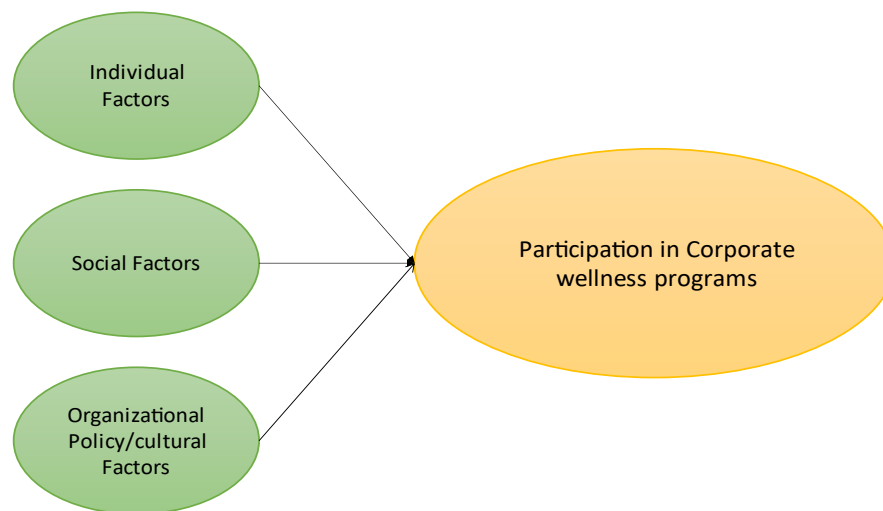 Individual
Factors
Social Factors
Organizational
Policy/cultural
Factors
Participation in Corporate
wellness programs